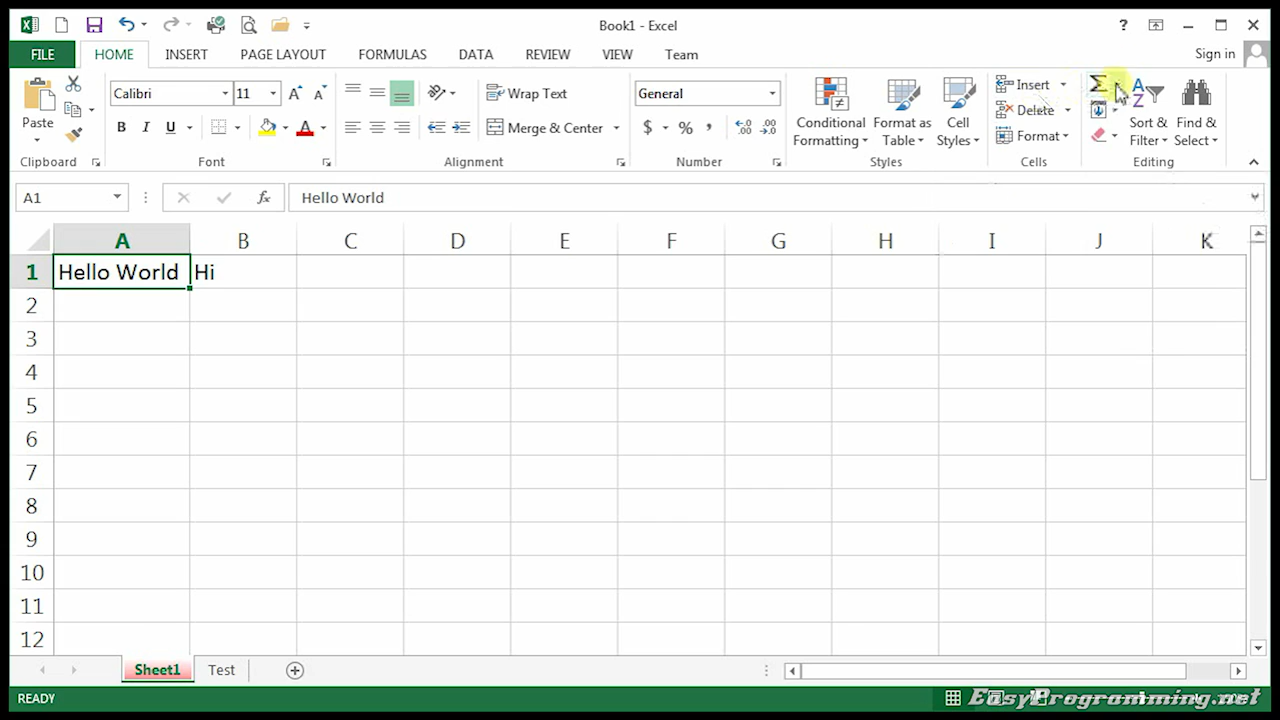 Book1 - Excel
?
FILE HOME INSERT PAGE LAYOUT FORMULAS DATA REVIEW VIEW Team Sign in
Paste
Clipboard
Calibri 11
B I U A
Font
Wrap Text
Merge & Center
Alignment
General
$ % ,
Number
Conditional Formatting
Format as Table
Cell Styles
Styles
Insert
Delete
Format
Cells
Σ
Sort & Filter
Find & Select
Editing
A1 fx Hello World
A B C D E F G H I J K
1 Hello World Hi
2
3
4
5
6
7
8
9
10
11
12
Sheet1 Test
READY
EasyProgramming.net